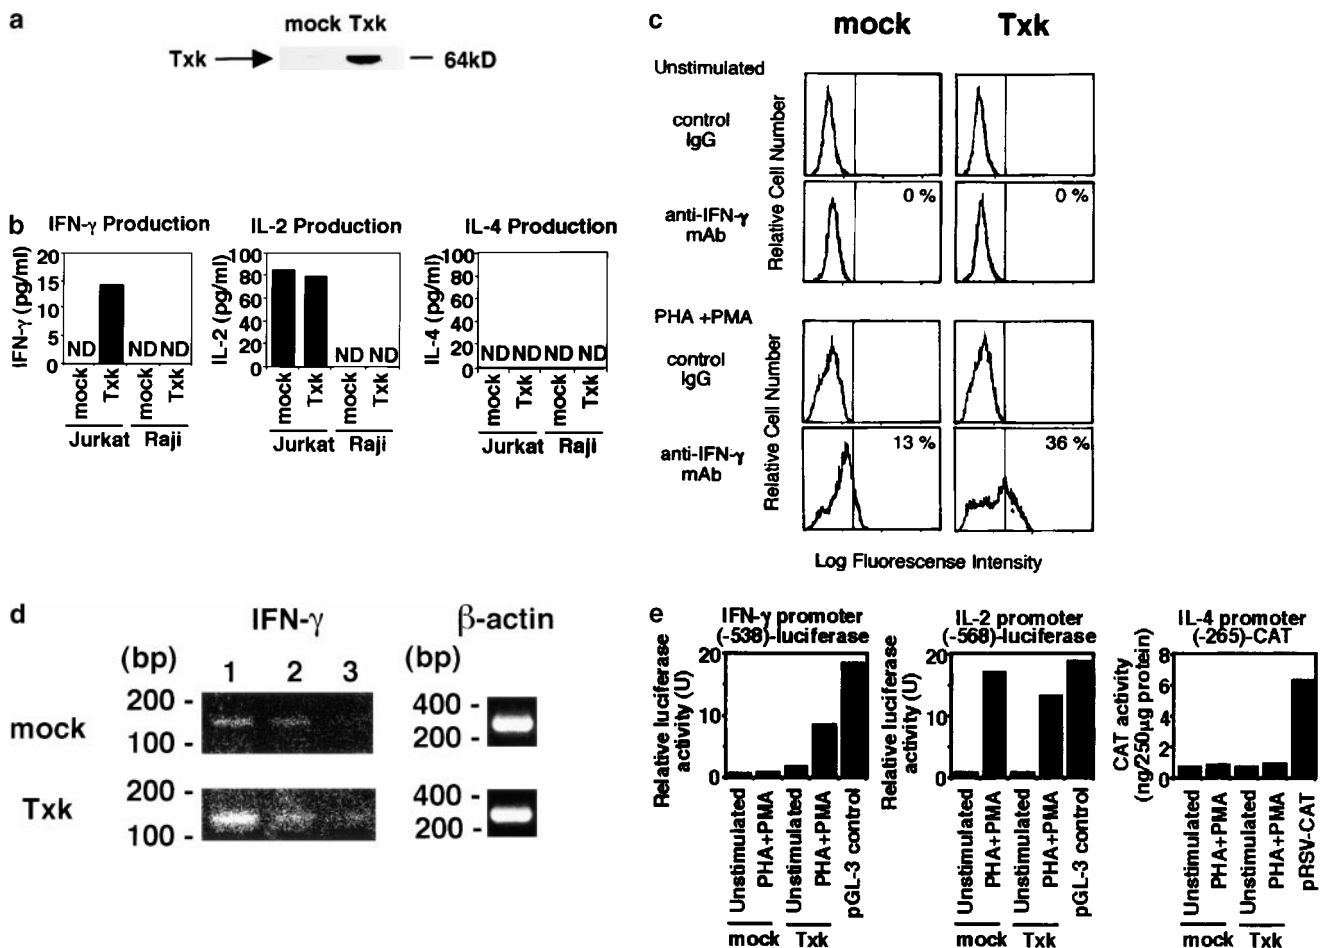 a
mock Txk
Txk
64kD
b
IFN-γ Production
IFN-γ (pg/ml)
20
15
10
5
0
ND
ND ND
mock
Txk
mock
Txk
Jurkat
Raji
IL-2 Production
IL-2 (pg/ml)
100
80
60
40
20
0
ND ND
mock
Txk
mock
Txk
Jurkat
Raji
IL-4 Production
IL-4 (pg/ml)
100
80
60
40
20
0
ND ND ND ND
mock
Txk
mock
Txk
Jurkat
Raji
c
mock
Txk
Unstimulated
control
IgG
anti-IFN-γ
mAb
Relative Cell Number
0 %
0 %
PHA +PMA
control
IgG
anti-IFN-γ
mAb
Relative Cell Number
13 %
36 %
Log Fluorescense Intensity
d
IFN-γ
β-actin
(bp)
1 2 3
(bp)
mock
200 -
100 -
400 -
200 -
Txk
200 -
100 -
400 -
200 -
e
IFN-γ promoter
(-538)-luciferase
Relative luciferase
activity (U)
20
10
0
Unstimulated
PHA+PMA
Unstimulated
PHA+PMA
pGL-3 control
mock
Txk
IL-2 promoter
(-568)-luciferase
Relative luciferase
activity (U)
20
10
0
Unstimulated
PHA+PMA
Unstimulated
PHA+PMA
pGL-3 control
mock
Txk
IL-4 promoter
(-265)-CAT
CAT activity
(ng/250μg protein)
8
6
4
2
0
Unstimulated
PHA+PMA
Unstimulated
PHA+PMA
pRSV-CAT
mock
Txk